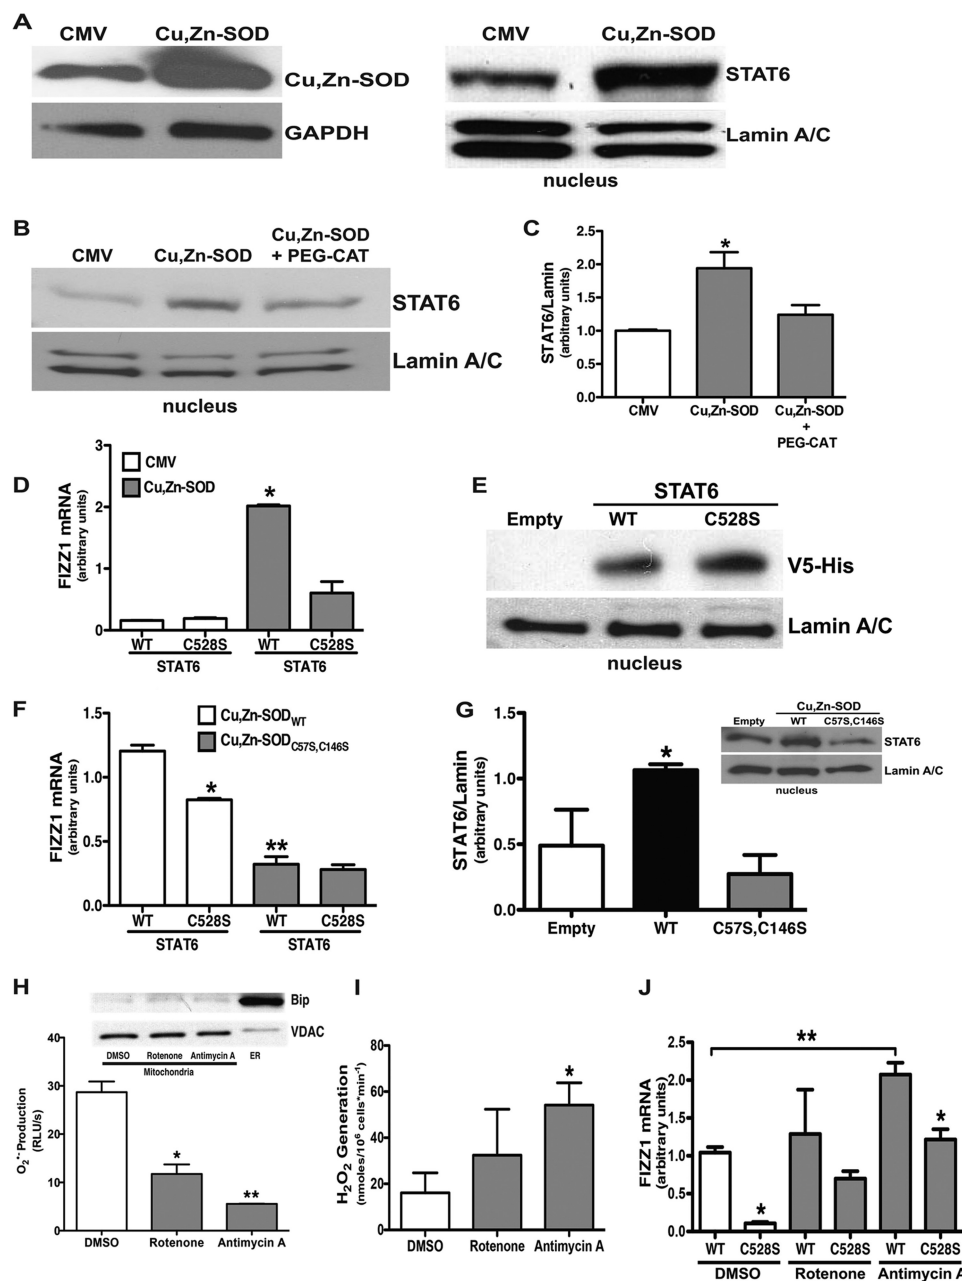 A
CMV Cu,Zn-SOD
Cu,Zn-SOD
GAPDH
CMV Cu,Zn-SOD
STAT6
Lamin A/C
nucleus
B
CMV Cu,Zn-SOD Cu,Zn-SOD
+ PEG-CAT
STAT6
Lamin A/C
nucleus
C
STAT6/Lamin
(arbitrary units)
2.5
2.0
1.5
1.0
0.5
0.0
*
CMV Cu,Zn-SOD Cu,Zn-SOD
+
PEG-CAT
D
FIZZ1 mRNA
(arbitrary units)
3
2
1
0
CMV
Cu,Zn-SOD
*
WT C528S WT C528S
STAT6 STAT6
E
STAT6
Empty WT C528S
V5-His
Lamin A/C
nucleus
F
FIZZ1 mRNA
(arbitrary units)
1.5
1.0
0.5
0.0
Cu,Zn-SODWT
Cu,Zn-SODC57S,C146S
*
**
WT C528S WT C528S
STAT6 STAT6
G
STAT6/Lamin
(arbitrary units)
1.5
1.0
0.5
0.0
*
Empty WT C57S,C146S
Cu,Zn-SOD
Empty WT C57S,C146S
STAT6
Lamin A/C
nucleus
H
Bip
VDAC
DMSO Rotenone Antimycin A ER
Mitochondria
O2•- Production
(RLU/s)
40
30
20
10
0
*
**
DMSO Rotenone Antimycin A
I
H2O2 Generation
(nmoles/10⁶ cells*min⁻¹)
80
60
40
20
0
*
DMSO Rotenone Antimycin A
J
FIZZ1 mRNA
(arbitrary units)
2.5
2.0
1.5
1.0
0.5
0.0
**
*
*
WT C528S WT C528S WT C528S
DMSO Rotenone Antimycin A